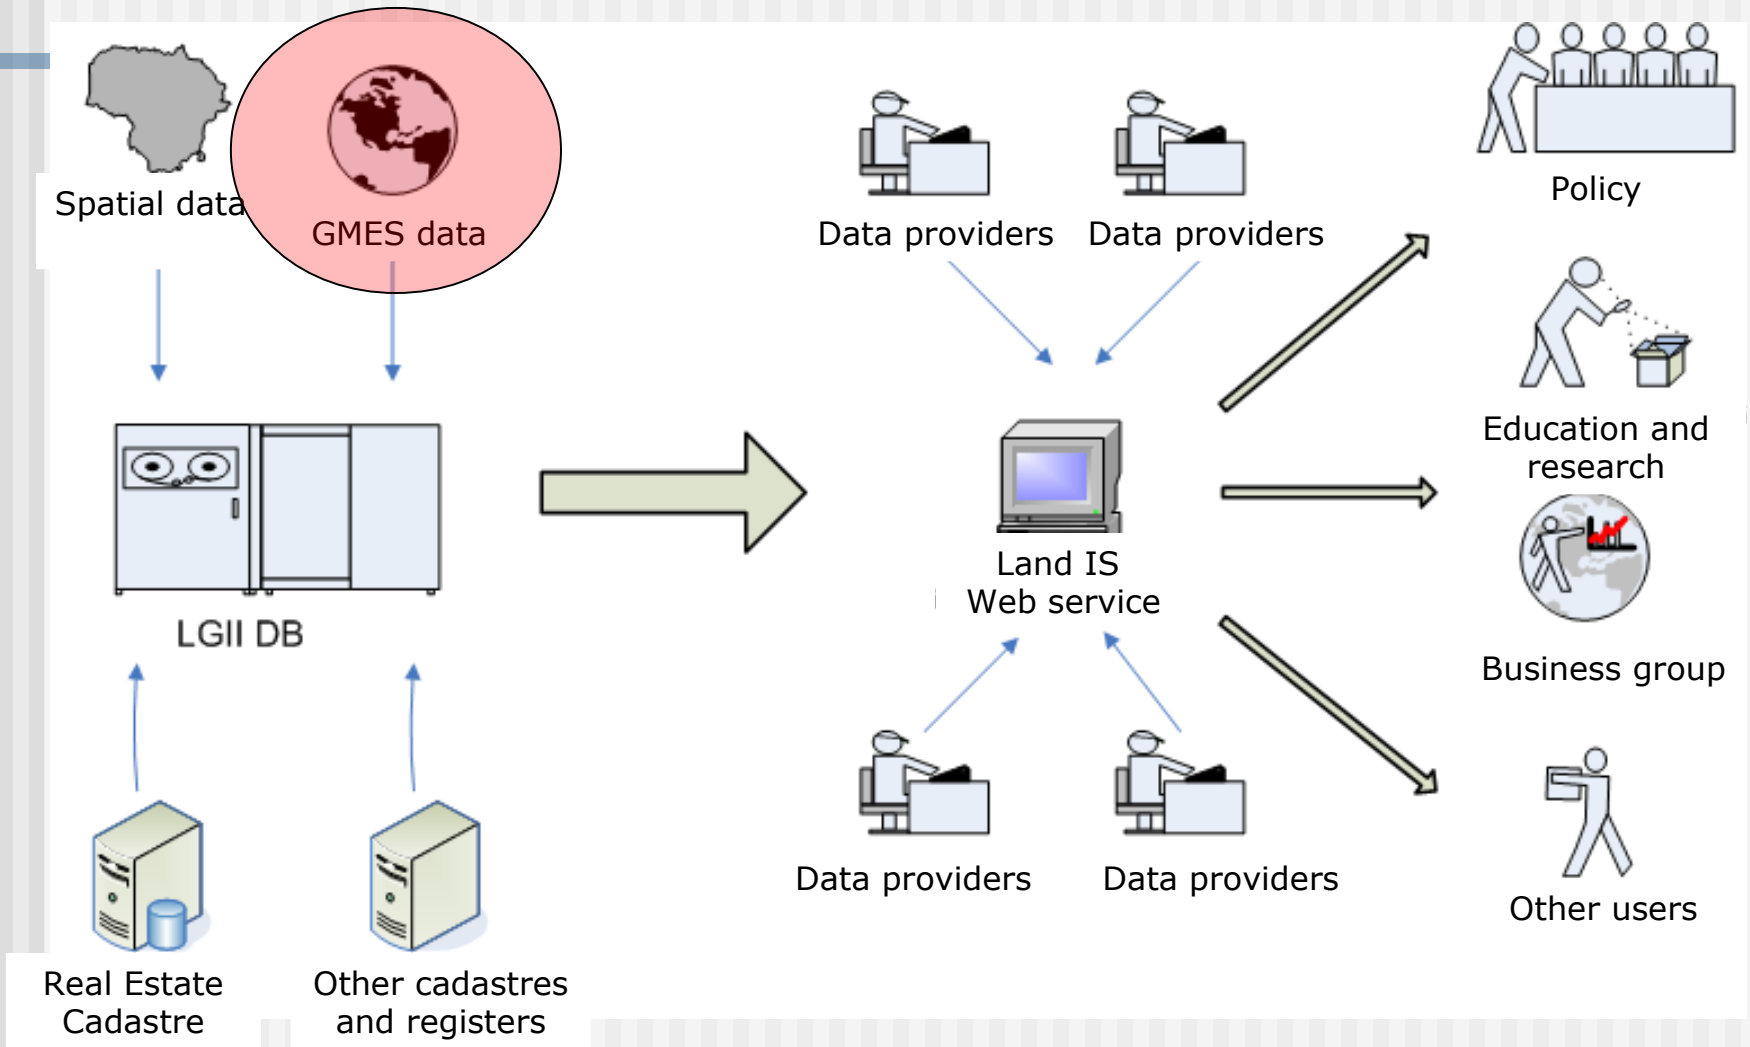 Spatial data
GMES data
Data providers
Data providers
Policy
Education and
research
Land IS
Web service
LGII DB
Business group
Data providers
Data providers
Other users
Real Estate
Cadastre
Other cadastres
and registers